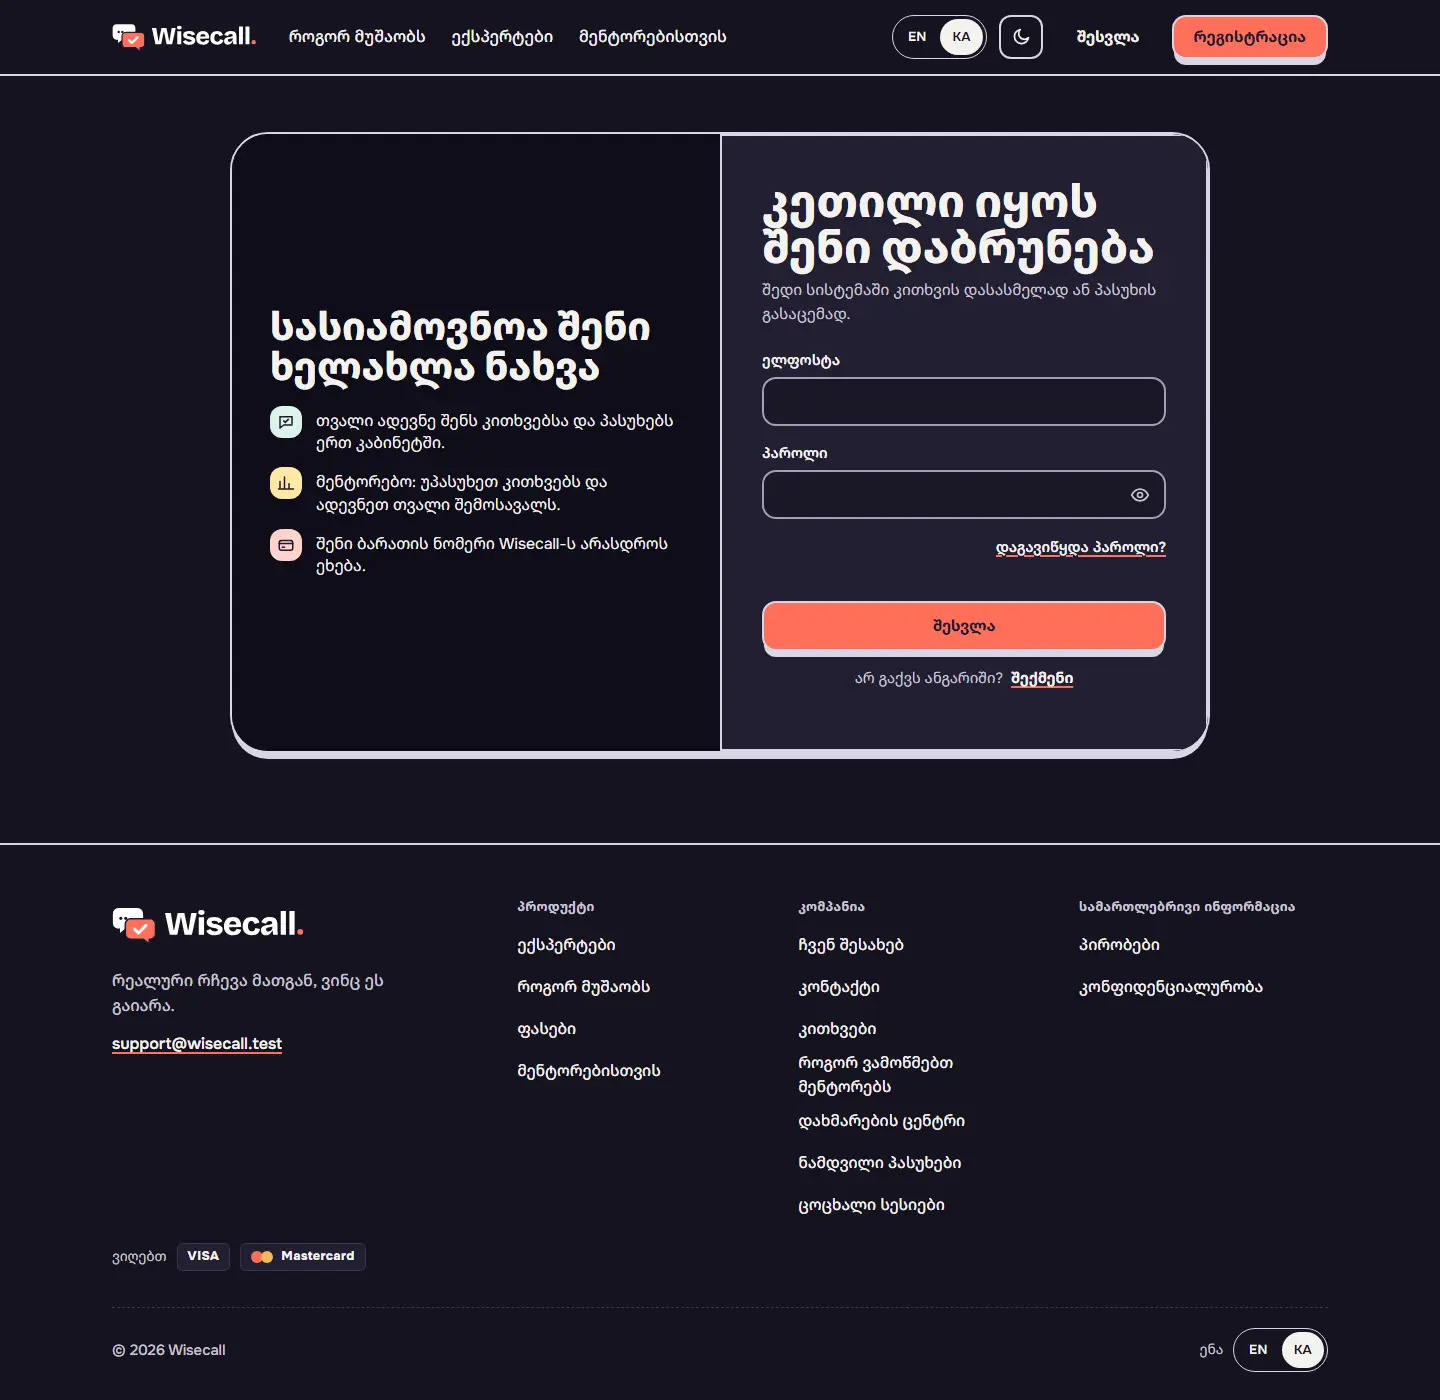 Wisecall.
როგორ მუშაობს
ექსპერტები
მენტორებისთვის
EN
KA
შესვლა
რეგისტრაცია
სასიამოვნოა შენი
ხელახლა ნახვა
თვალი ადევნე შენს კითხვებსა და პასუხებს
ერთ კაბინეტში.
მენტორებო: უპასუხეთ კითხვებს და
ადევნეთ თვალი შემოსავალს.
შენი ბარათის ნომერი Wisecall-ს არასდროს
ეხება.
კეთილი იყოს
შენი დაბრუნება
შედი სისტემაში კითხვის დასასმელად ან პასუხის
გასაცემად.
ელფოსტა
პაროლი
დაგავიწყდა პაროლი?
შესვლა
არ გაქვს ანგარიში? შექმენი
Wisecall.
რეალური რჩევა მათგან, ვინც ეს
გაიარა.
support@wisecall.test
პროდუქტი
ექსპერტები
როგორ მუშაობს
ფასები
მენტორებისთვის
კომპანია
ჩვენ შესახებ
კონტაქტი
კითხვები
როგორ ვამოწმებთ
მენტორებს
დახმარების ცენტრი
ნამდვილი პასუხები
ცოცხალი სესიები
სამართლებრივი ინფორმაცია
პირობები
კონფიდენციალურობა
ვიღებთ
VISA
Mastercard
© 2026 Wisecall
ენა
EN
KA